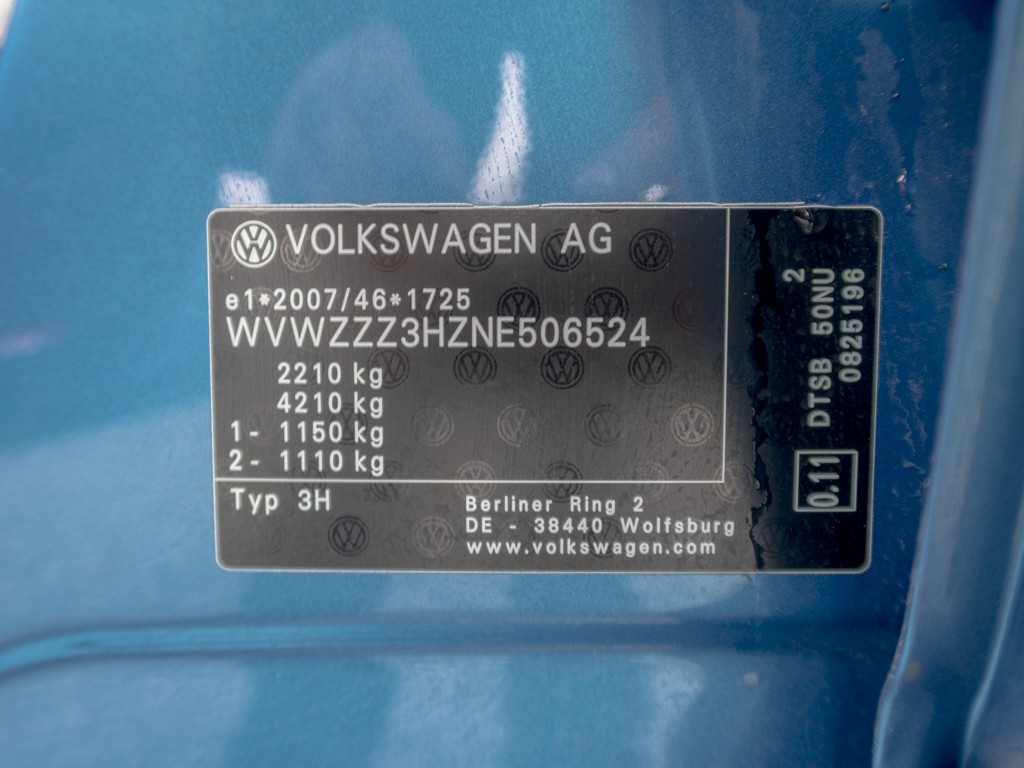 VOLKSWAGEN AG
e1*2007/46*1725
WVWZZZ3HZNE506524
2210 kg
4210 kg
1- 1150 kg
2- 1110 kg
Typ 3H
Berliner Ring 2
DE - 38440 Wolfsburg
www.volkswagen.com
2
DTSB 50NU
0825196
0.11